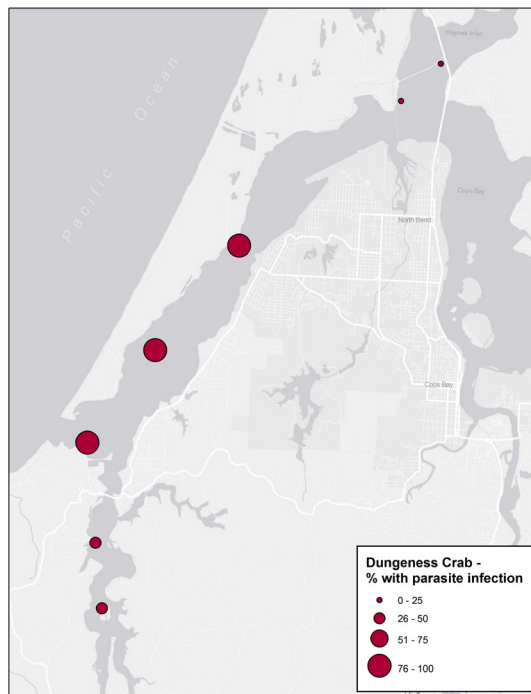 Haynes Inlet
Pacific Ocean
Coos Bay
North Bend
Coos Bay
Dungeness Crab -
% with parasite infection
0 - 25
26 - 50
51 - 75
76 - 100